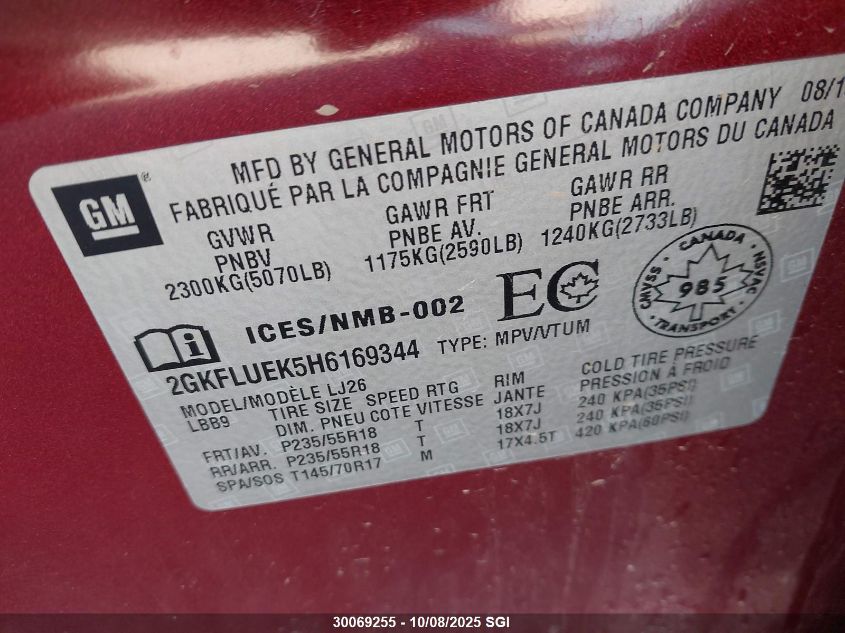 MFD BY GENERAL MOTORS OF CANADA COMPANY 08/1
FABRIQUÉ PAR LA COMPAGNIE GENERAL MOTORS DU CANADA
GM®
GVWR GAWR FRT GAWR RR
PNBV PNBE AV. PNBE ARR.
2300KG(5070LB) 1175KG(2590LB) 1240KG(2733LB)
ICES/NMB-002 EC
CANADA
SVNAC
985
NSVAC
TRANSPORT
2GKFLUEK5H6169344 TYPE: MPV/VTUM
MODEL/MODÈLE LJ26
LBB9 TIRE SIZE SPEED RTG RIM COLD TIRE PRESSURE
DIM. PNEU COTE VITESSE JANTE PRESSION À FROID
FRT/AV. P235/55R18 T 18X7J 240 KPA(35PSI)
RR/ARR. P235/55R18 T 18X7J 240 KPA(35PSI)
SPA/SOS T145/70R17 M 17X4.5T 420 KPA(60PSI)
30069255 - 10/08/2025 SGI